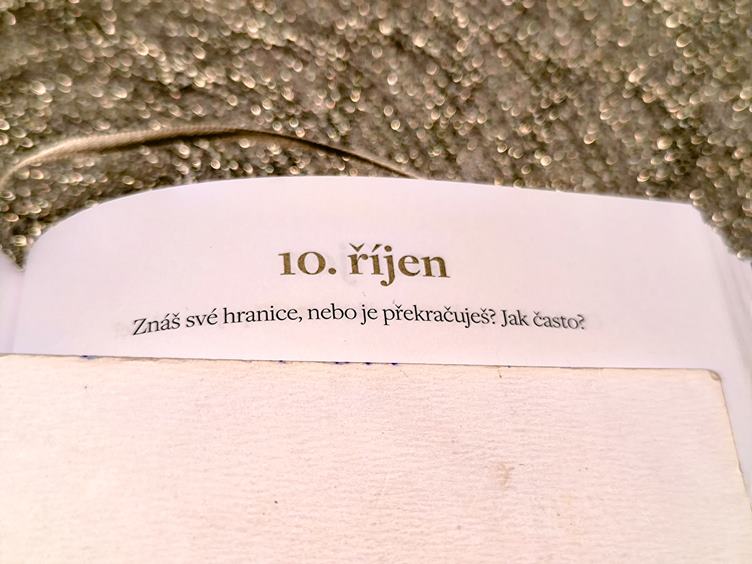 10. říjen
Znáš své hranice, nebo je překračuješ? Jak často?